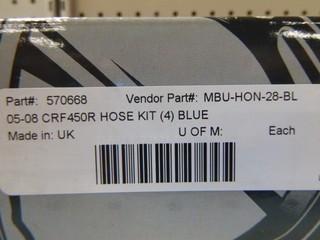 Part#: 570668 Vendor Part#: MBU-HON-28-BL
05-08 CRF450R HOSE KIT (4) BLUE
Made in: UK U OF M: Each